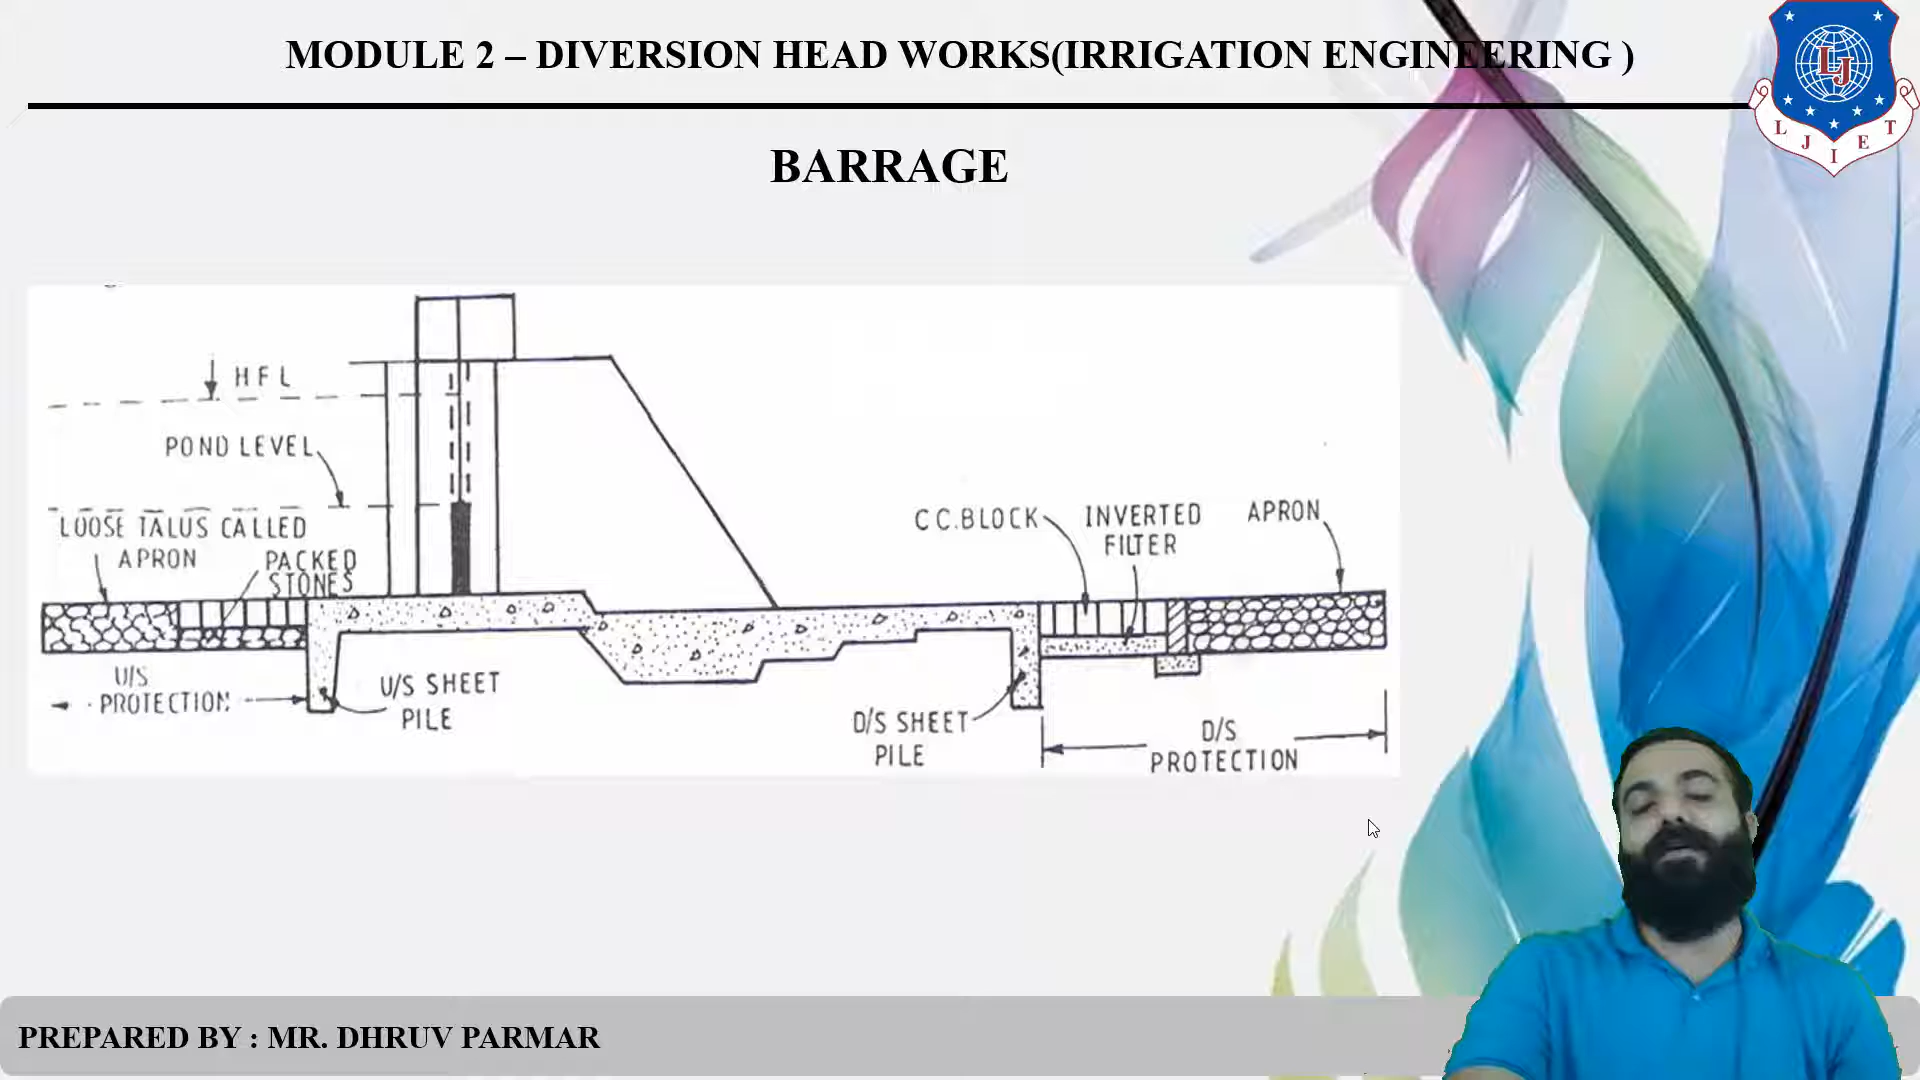 MODULE 2 – DIVERSION HEAD WORKS(IRRIGATION ENGINEERING )
LJ
L J I E T
BARRAGE
HFL
POND LEVEL
LOOSE TALUS CALLED
APRON
PACKED
STONES
C C.BLOCK
INVERTED
FILTER
APRON
U/S
PROTECTION
U/S SHEET
PILE
D/S SHEET
PILE
D/S
PROTECTION
PREPARED BY : MR. DHRUV PARMAR